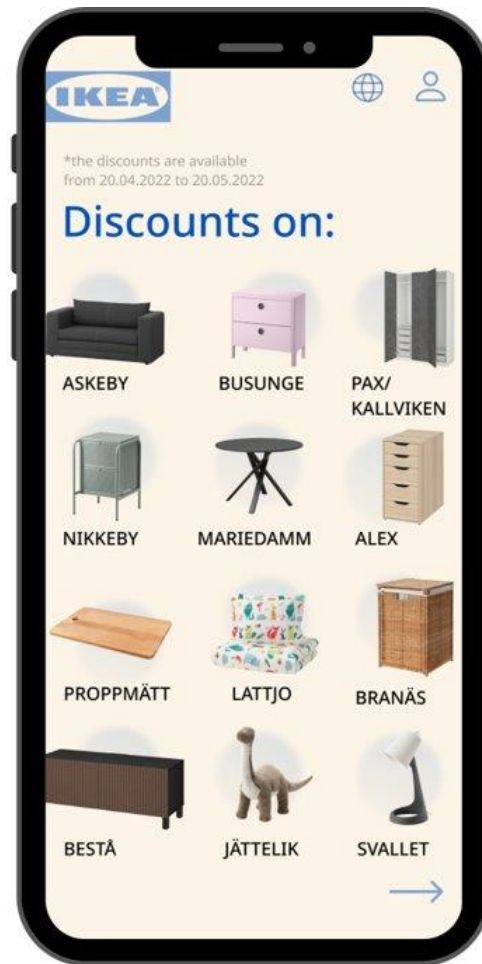 IKEA
*the discounts are available
from 20.04.2022 to 20.05.2022
Discounts on:
ASKEBY
BUSUNGE
PAX/
KALLVIKEN
NIKKEBY
MARIEDAMM
ALEX
PROPPMÄTT
LATTJO
BRANÄS
BESTÅ
JÄTTELIK
SVALLET